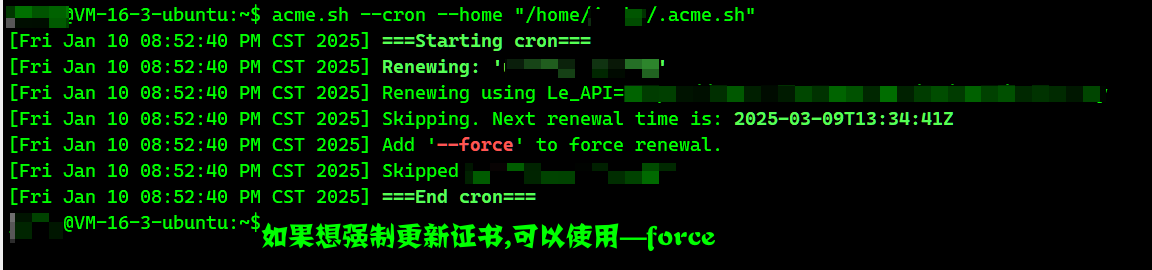 @VM-16-3-ubuntu:~$ acme.sh --cron --home "/home/ /.acme.sh"
[Fri Jan 10 08:52:40 PM CST 2025] ===Starting cron===
[Fri Jan 10 08:52:40 PM CST 2025] Renewing: ' '
[Fri Jan 10 08:52:40 PM CST 2025] Renewing using Le_API=
[Fri Jan 10 08:52:40 PM CST 2025] Skipping. Next renewal time is: 2025-03-09T13:34:41Z
[Fri Jan 10 08:52:40 PM CST 2025] Add '--force' to force renewal.
[Fri Jan 10 08:52:40 PM CST 2025] Skipped
[Fri Jan 10 08:52:40 PM CST 2025] ===End cron===
@VM-16-3-ubuntu:~$
如果想强制更新证书,可以使用—force